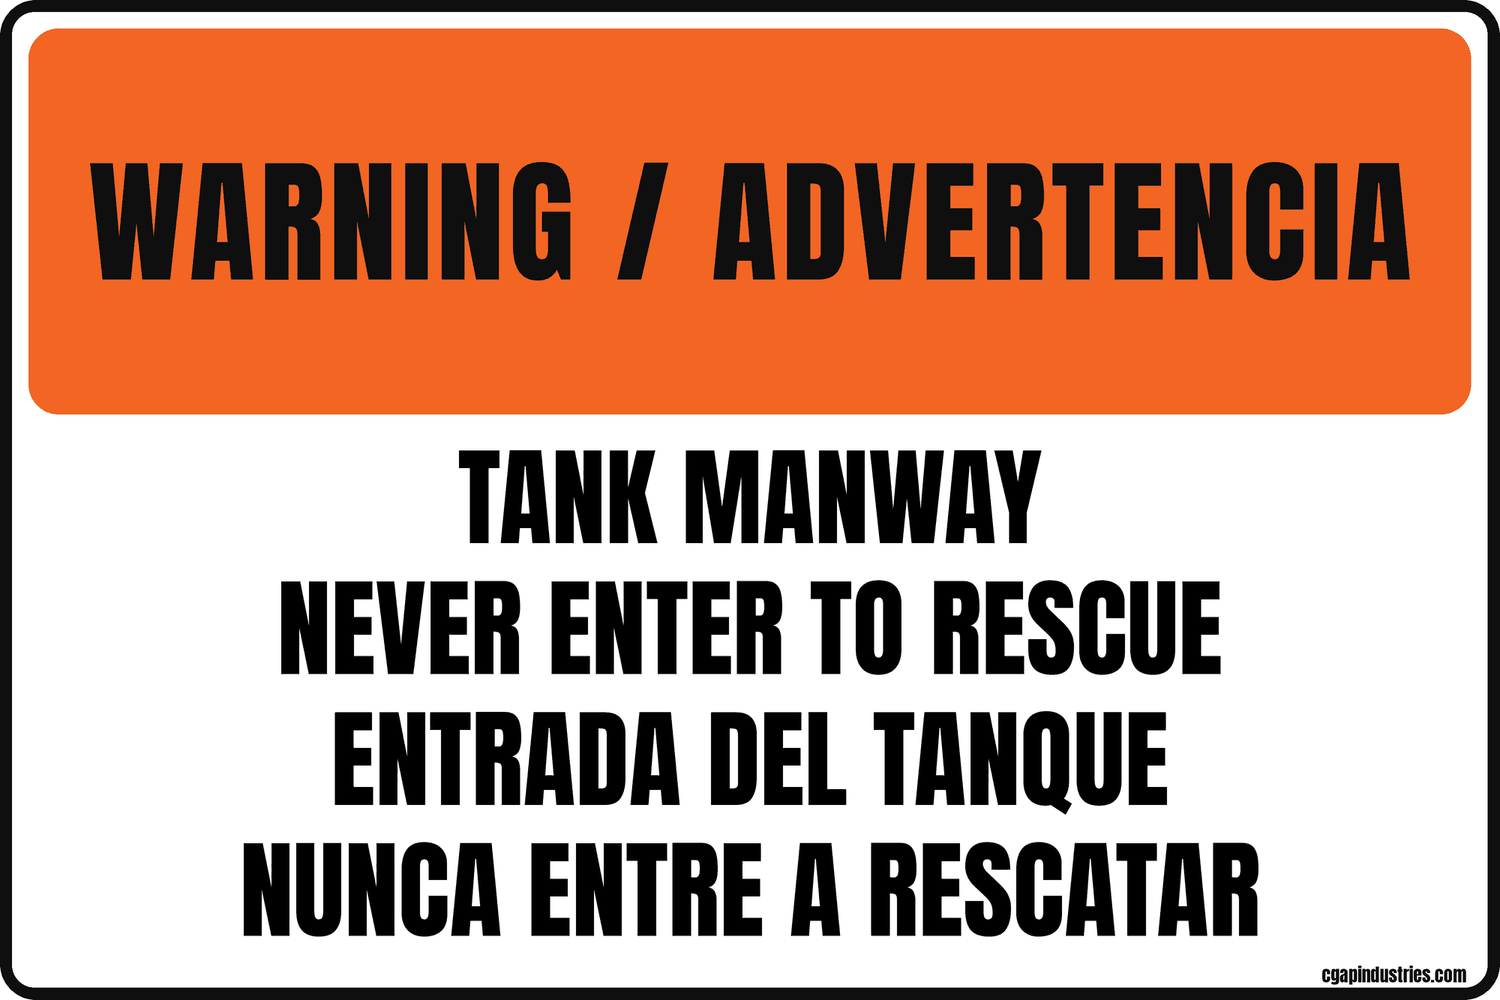 WARNING / ADVERTENCIA
TANK MANWAY
NEVER ENTER TO RESCUE
ENTRADA DEL TANQUE
NUNCA ENTRE A RESCATAR
cgapindustries.com